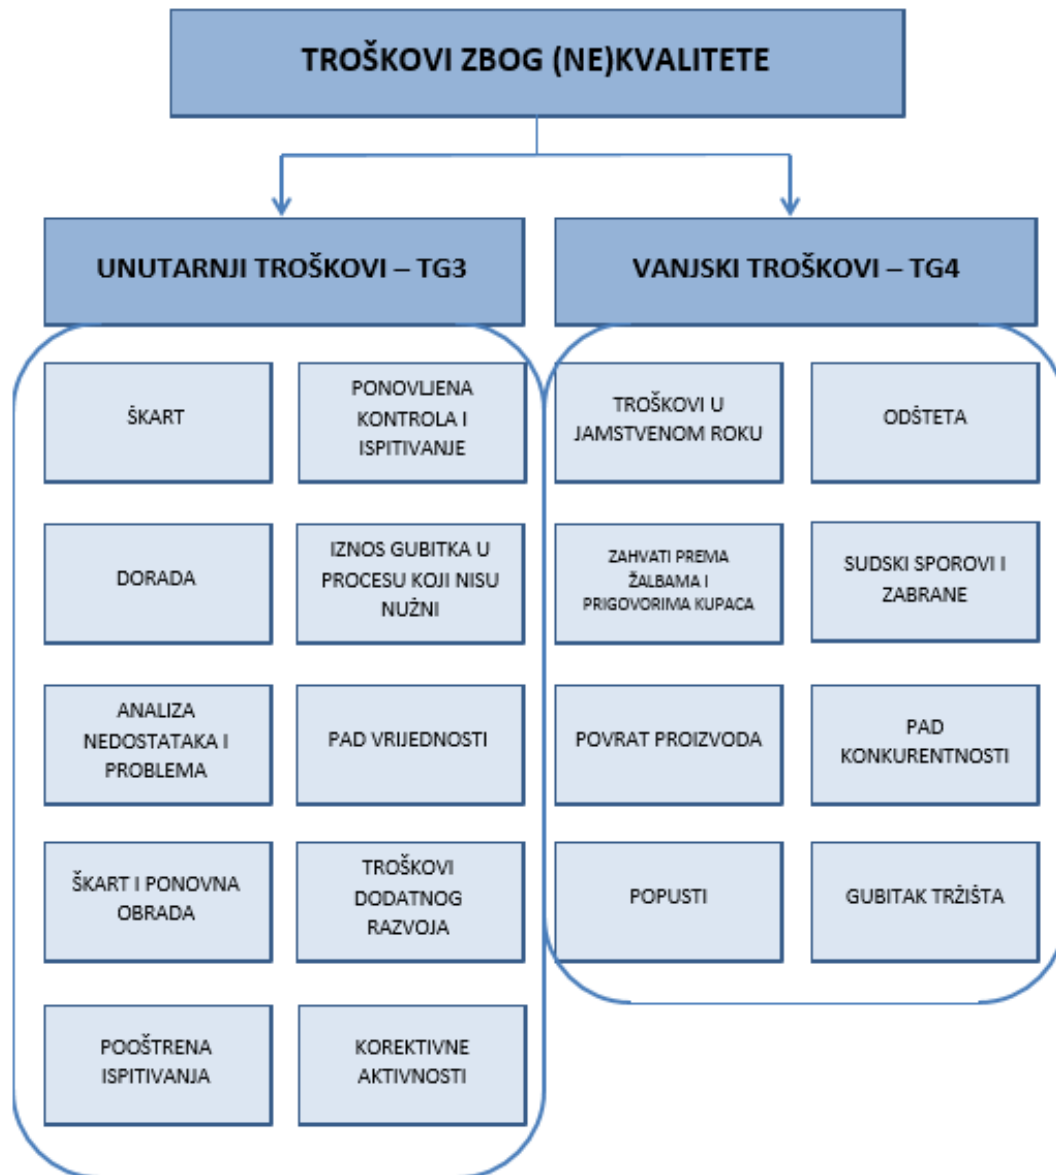 TROŠKOVI ZBOG (NE)KVALITETE
UNUTARNJI TROŠKOVI – TG3
VANJSKI TROŠKOVI – TG4
ŠKART
PONOVLJENA
KONTROLA I
ISPITIVANJE
TROŠKOVI U
JAMSTVENOM ROKU
ODŠTETA
DORADA
IZNOS GUBITKA U
PROCESU KOJI NISU
NUŽNI
ZAHVATI PREMA
ŽALBAMA I
PRIGOVORIMA KUPACA
SUDSKI SPOROVI I
ZABRANE
ANALIZA
NEDOSTATAKA I
PROBLEMA
PAD VRIJEDNOSTI
POVRAT PROIZVODA
PAD
KONKURENTNOSTI
ŠKART I PONOVNA
OBRADA
TROŠKOVI
DODATNOG
RAZVOJA
POPUSTI
GUBITAK TRŽIŠTA
POOŠTRENA
ISPITIVANJA
KOREKTIVNE
AKTIVNOSTI